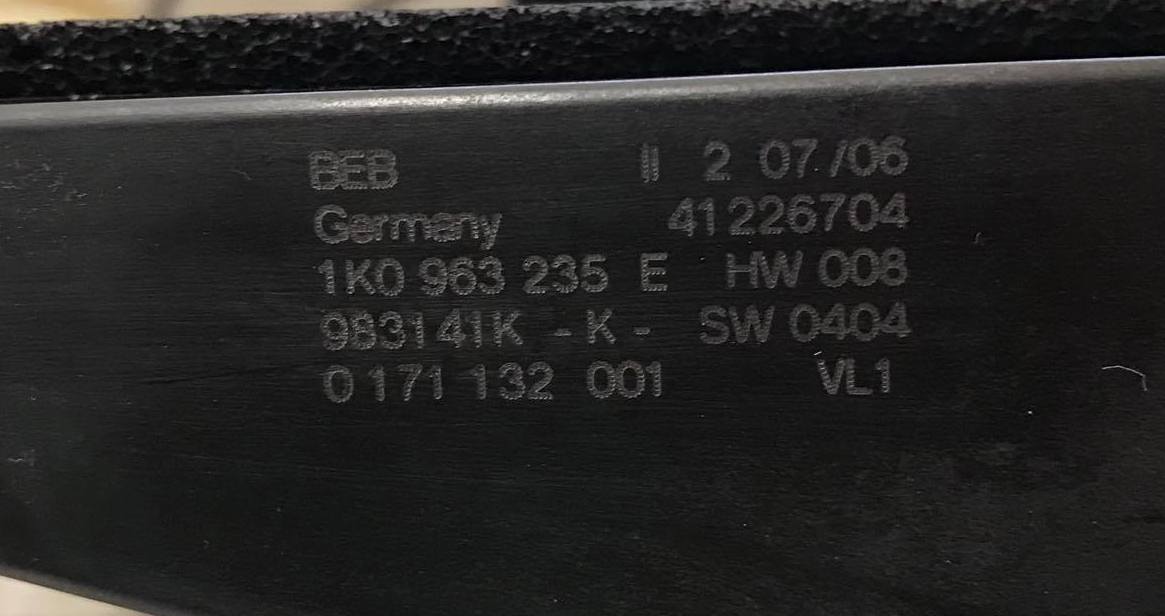 BEB || 2 07./06
Germany 41226704
1K0 963 235 E HW 008
983141K - K - SW 0404
0 171 132 001 VL1